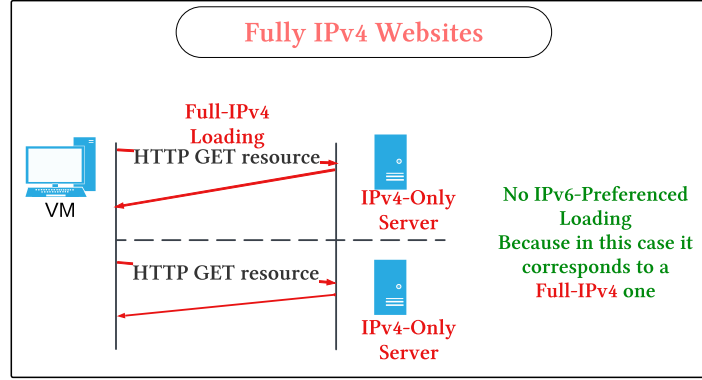 Fully IPv4 Websites
Full-IPv4
Loading
HTTP GET resource
VM
IPv4-Only
Server
No IPv6-Preferenced
Loading
Because in this case it
corresponds to a
Full-IPv4 one
HTTP GET resource
IPv4-Only
Server